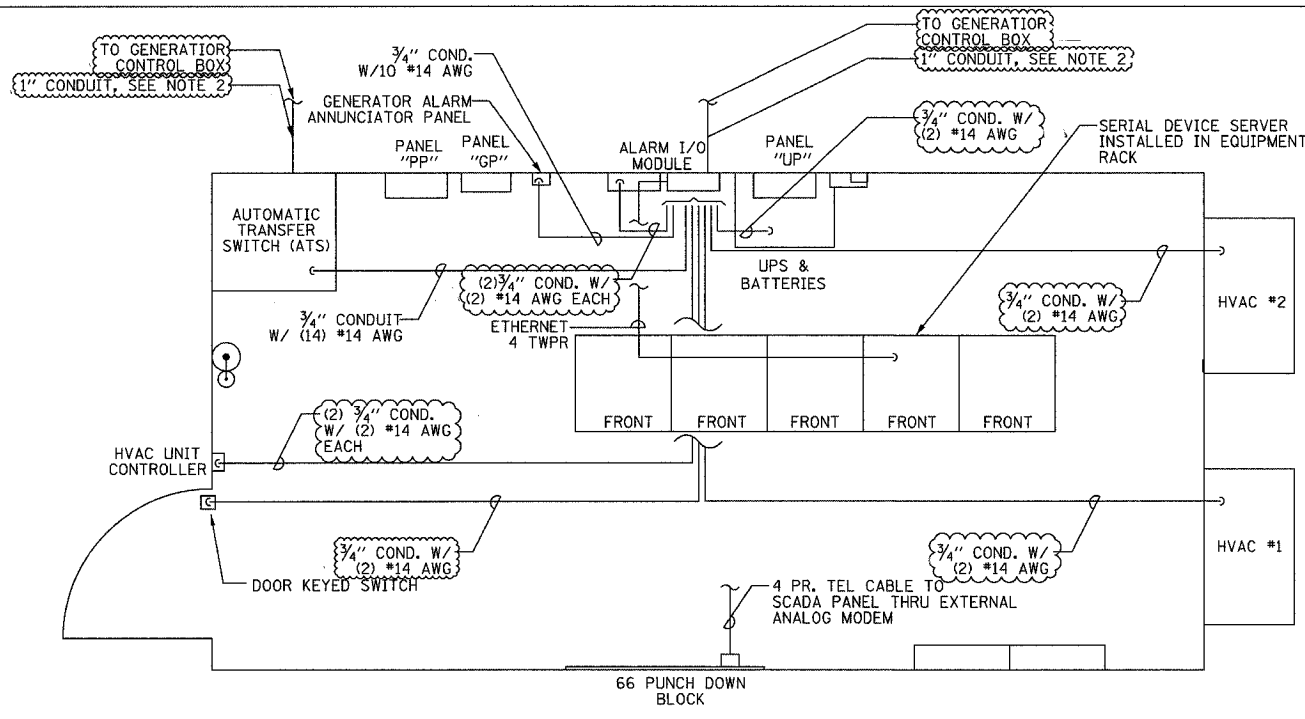 TO GENERATIOR
CONTROL BOX
1" CONDUIT, SEE NOTE 2
3/4" COND.
W/10 #14 AWG
GENERATOR ALARM
ANNUNCIATOR PANEL
TO GENERATIOR
CONTROL BOX
1" CONDUIT, SEE NOTE 2
3/4" COND. W/
(2) #14 AWG
SERIAL DEVICE SERVER
INSTALLED IN EQUIPMENT
RACK
PANEL
"PP"
PANEL
"GP"
ALARM I/O
MODULE
PANEL
"UP"
AUTOMATIC
TRANSFER
SWITCH (ATS)
UPS &
BATTERIES
(2) 3/4" COND. W/
(2) #14 AWG EACH
3/4" COND. W/
(2) #14 AWG
HVAC #2
3/4" CONDUIT
W/ (14) #14 AWG
ETHERNET
4 TWPR
FRONT
FRONT
FRONT
FRONT
FRONT
(2) 3/4" COND.
W/ (2) #14 AWG
EACH
HVAC UNIT
CONTROLLER
3/4" COND. W/
(2) #14 AWG
DOOR KEYED SWITCH
3/4" COND. W/
(2) #14 AWG
HVAC #1
4 PR. TEL CABLE TO
SCADA PANEL THRU EXTERNAL
ANALOG MODEM
66 PUNCH DOWN
BLOCK